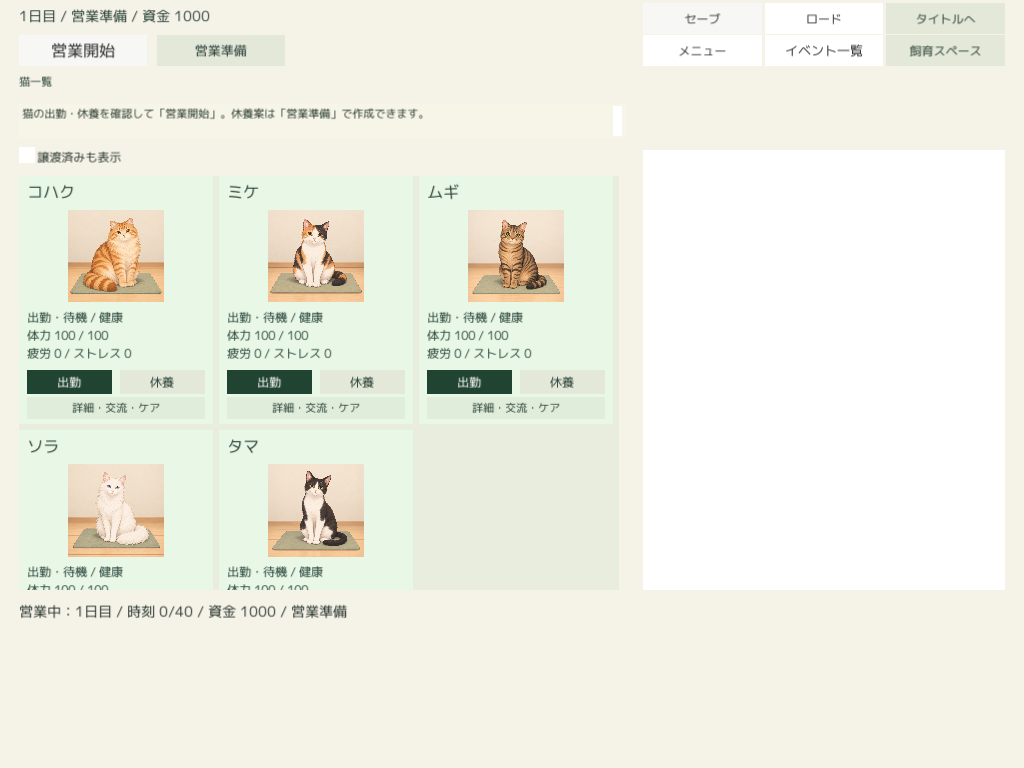 1日目 / 営業準備 / 資金 1000
セーブ
ロード
タイトルへ
営業開始
営業準備
メニュー
イベント一覧
飼育スペース
猫一覧
猫の出勤・休養を確認して「営業開始」。休養案は「営業準備」で作成できます。
譲渡済みも表示
コハク
ミケ
ムギ
出勤・待機 / 健康
体力 100 / 100
疲労 0 / ストレス 0
出勤・待機 / 健康
体力 100 / 100
疲労 0 / ストレス 0
出勤・待機 / 健康
体力 100 / 100
疲労 0 / ストレス 0
出勤
休養
出勤
休養
出勤
休養
詳細・交流・ケア
詳細・交流・ケア
詳細・交流・ケア
ソラ
タマ
出勤・待機 / 健康
体力 100 / 100
出勤・待機 / 健康
体力 100 / 100
営業中：1日目 / 時刻 0/40 / 資金 1000 / 営業準備